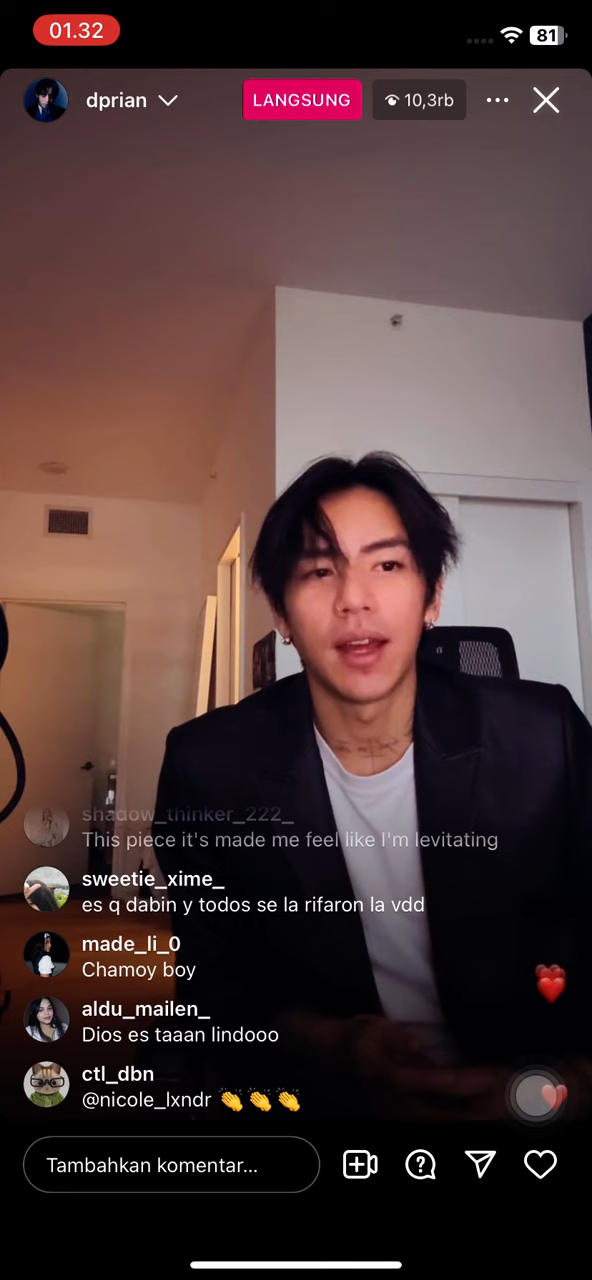 01.32
81
dprian
LANGSUNG
10,3rb
shadow_thinker_222_
This piece it's made me feel like I'm levitating
sweetie_xime_
es q dabin y todos se la rifaron la vdd
made_li_0
Chamoy boy
aldu_mailen_
Dios es taaan lindooo
ctl_dbn
@nicole_lxndr 👏👏👏
Tambahkan komentar...